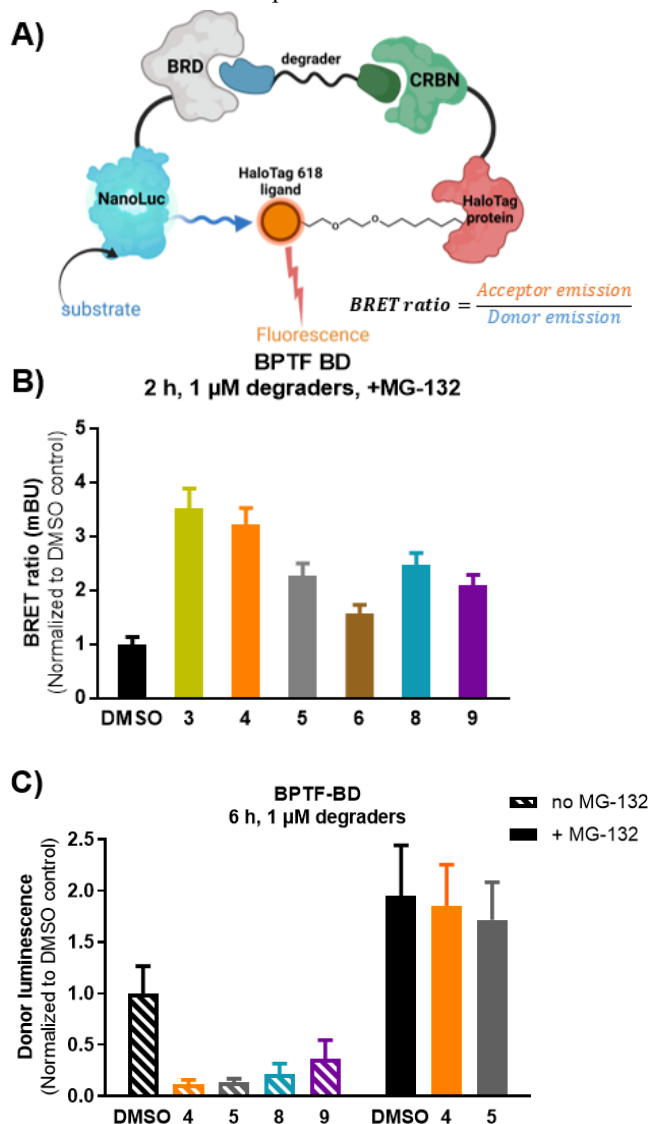 A)
BRD
degrader
CRBN
NanoLuc
HaloTag 618
ligand
HaloTag
protein
substrate
Fluorescence
BRET ratio = Acceptor emission
Donor emission
BPTF BD
B)
2 h, 1 µM degraders, +MG-132
BRET ratio (mBU)
(Normalized to DMSO control)
5
4
3
2
1
0
DMSO 3 4 5 6 8 9
C)
BPTF-BD
6 h, 1 µM degraders
no MG-132
+ MG-132
Donor luminescence
(Normalized to DMSO control)
2.5
2.0
1.5
1.0
0.5
0.0
DMSO 4 5 8 9 DMSO 4 5